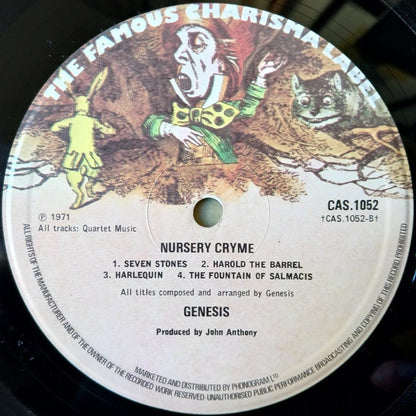 THE FAMOUS CHARISMA LABEL
CAS.1052
℗ 1971
†CAS.1052-B†
All tracks: Quartet Music
NURSERY CRYME
1. SEVEN STONES 2. HAROLD THE BARREL
3. HARLEQUIN 4. THE FOUNTAIN OF SALMACIS
All titles composed and arranged by Genesis
GENESIS
Produced by John Anthony
MARKETED AND DISTRIBUTED BY PHONOGRAM LTD
ALL RIGHTS OF THE MANUFACTURER AND OF THE OWNER OF THE RECORDED WORK RESERVED·UNAUTHORISED PUBLIC PERFORMANCE BROADCASTING AND COPYING OF THIS RECORD PROHIBITED